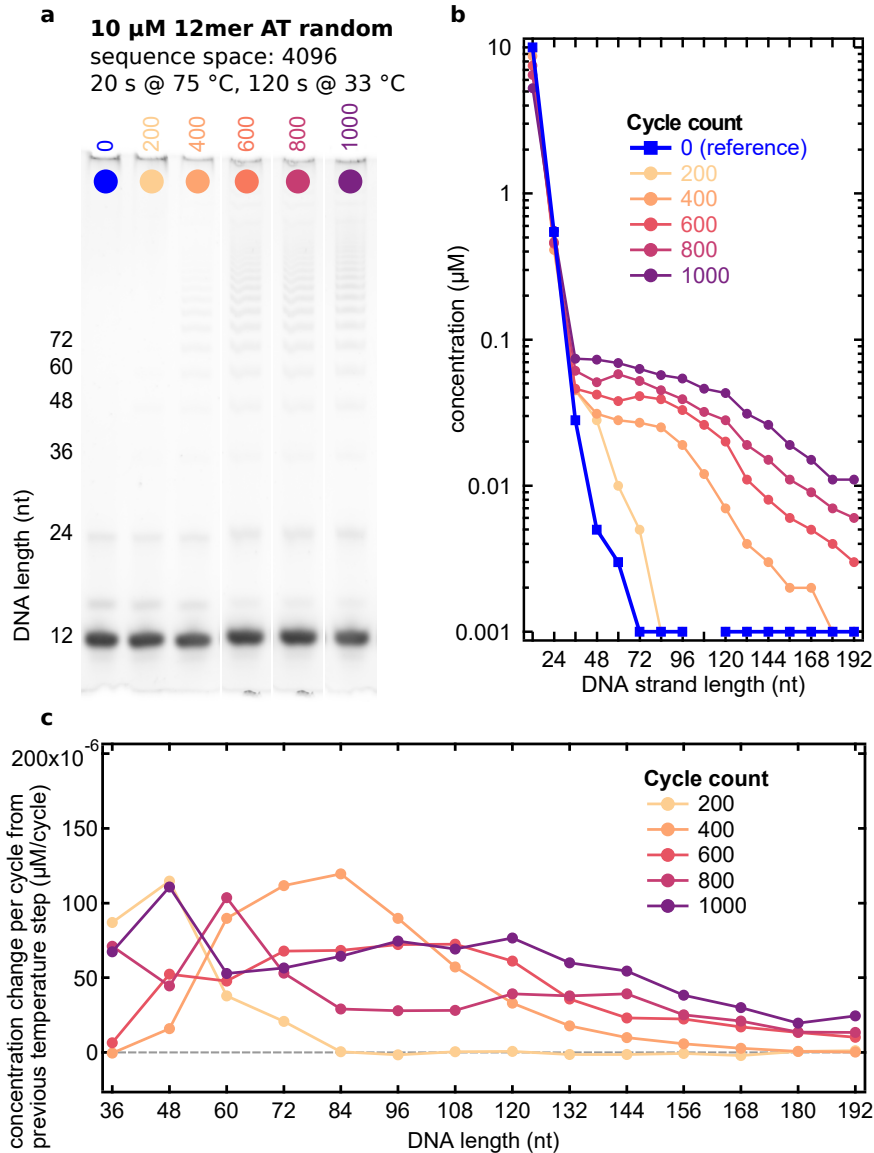 a
10 µM 12mer AT random
sequence space: 4096
20 s @ 75 °C, 120 s @ 33 °C
0
200
400
600
800
1000
72
60
48
36
24
12
DNA length (nt)
b
10
1
0.1
0.01
0.001
concentration (µM)
Cycle count
0 (reference)
200
400
600
800
1000
24 48 72 96 120 144 168 192
DNA strand length (nt)
c
200x10-6
150
100
50
0
concentration change per cycle from
previous temperature step (µM/cycle)
Cycle count
200
400
600
800
1000
36 48 60 72 84 96 108 120 132 144 156 168 180 192
DNA length (nt)